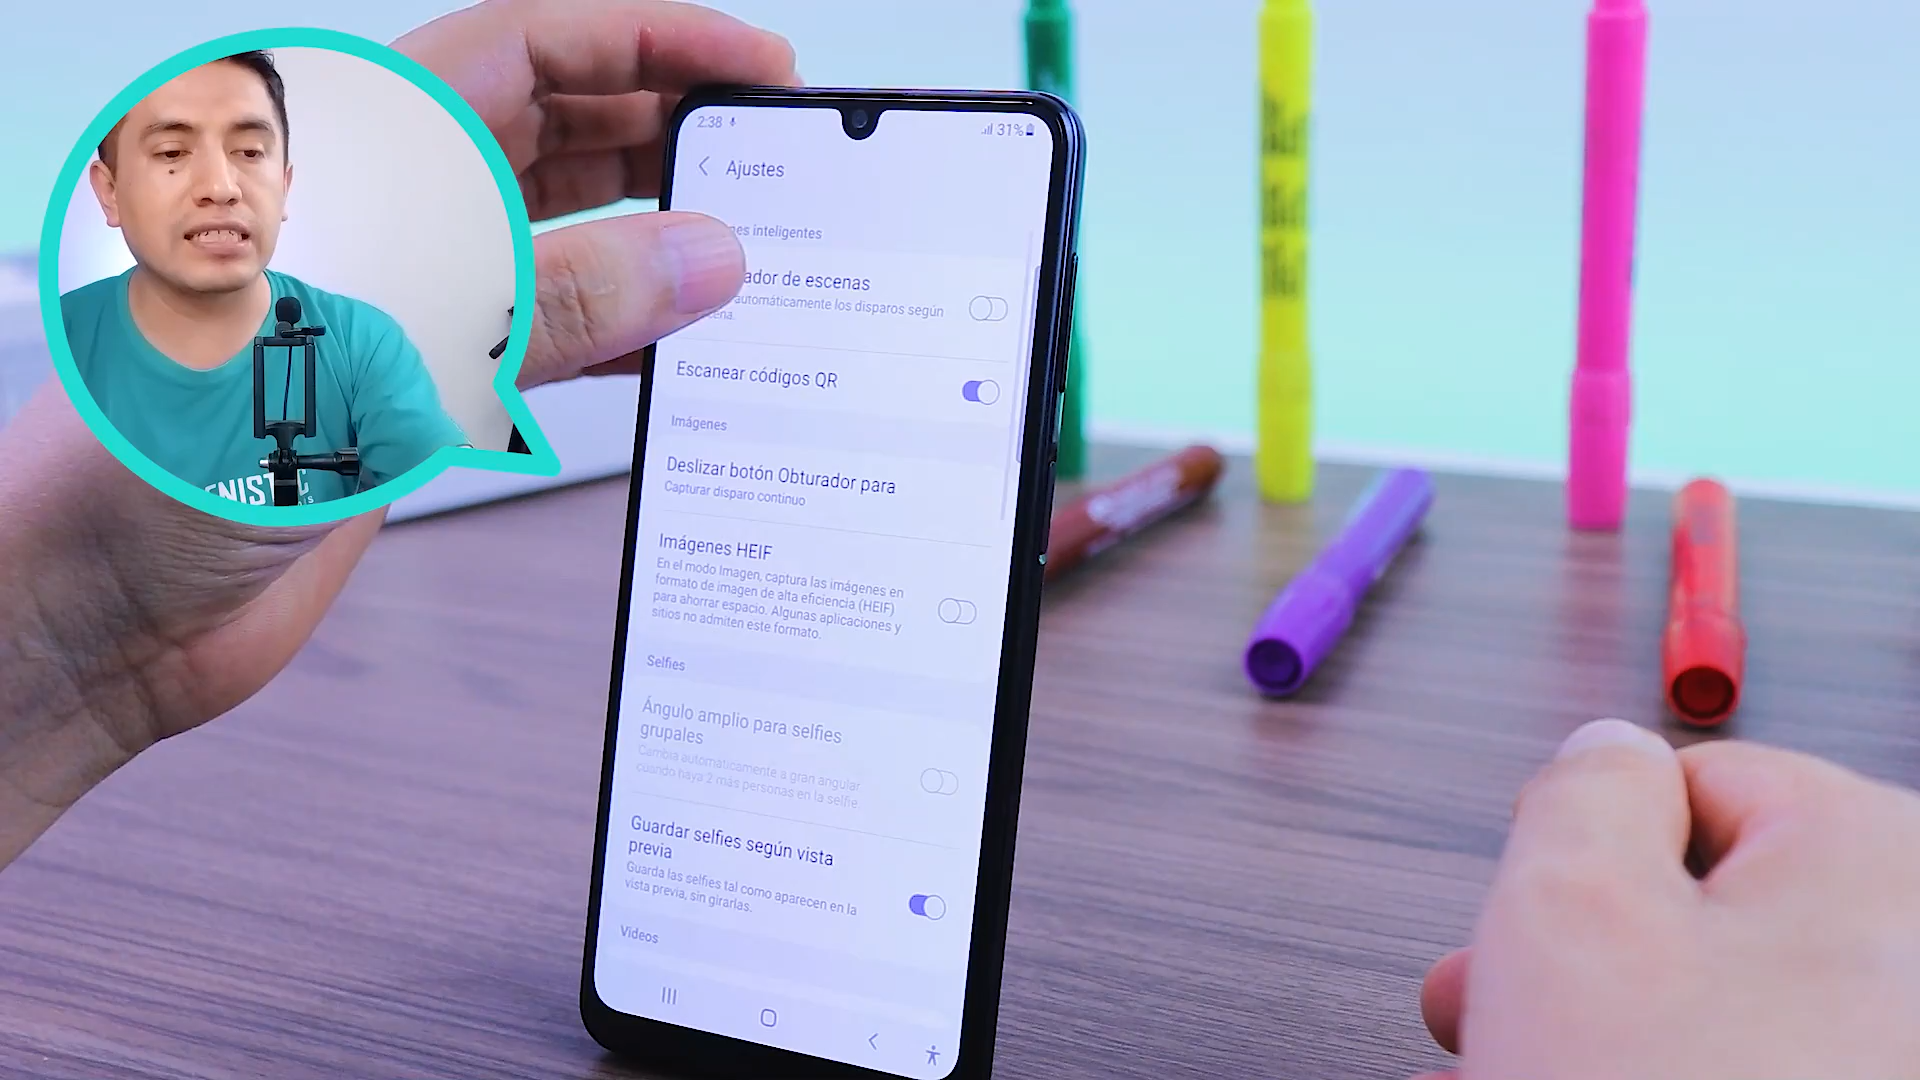 2:38
31%
Ajustes
inteligentes
de escenas
automáticamente los disparos según
Escanear códigos QR
Imágenes
Deslizar botón Obturador para
Capturar disparo continuo
Imágenes HEIF
En el modo Imagen, captura las imágenes en
formato de imagen de alta eficiencia (HEIF)
para ahorrar espacio. Algunas aplicaciones y
sitios no admiten este formato.
Selfies
Ángulo amplio para selfies
grupales
Cambia automáticamente a gran angular
cuando haya 2 más personas en la selfie.
Guardar selfies según vista
previa
Guarda las selfies tal como aparecen en la
vista previa, sin girarlas.
Videos